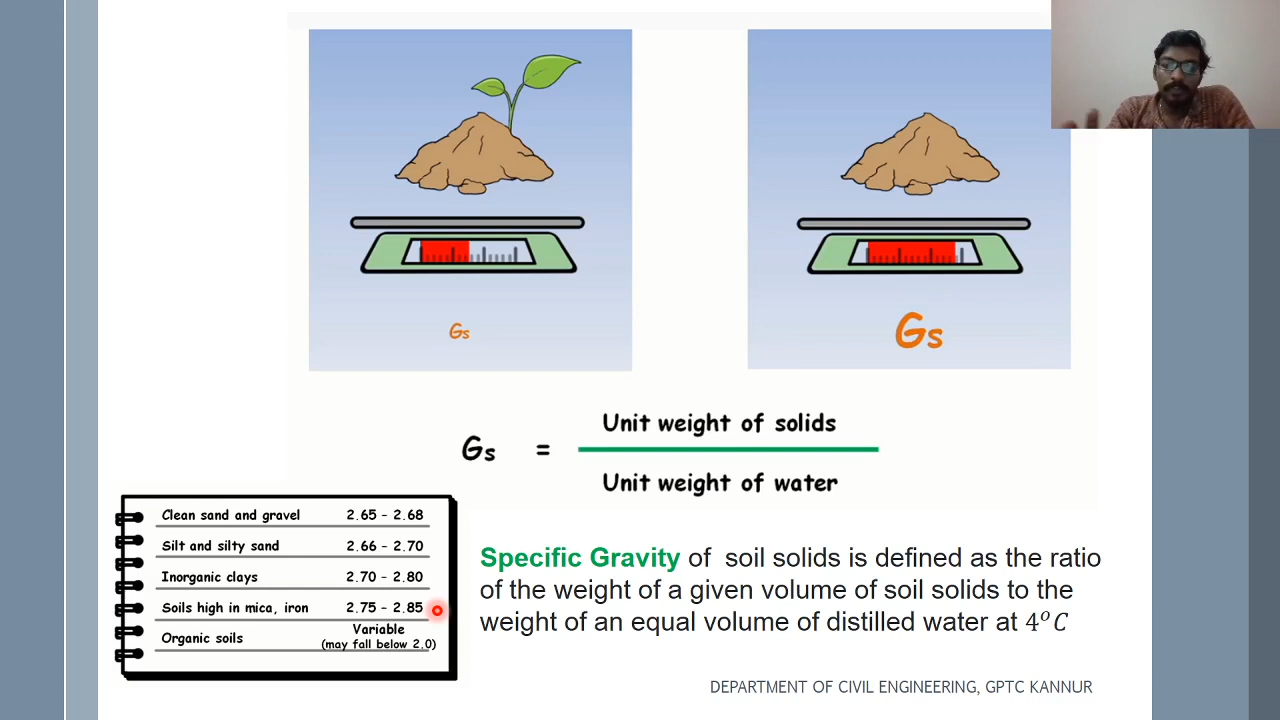 Gs
Gs
Gs = Unit weight of solids
Unit weight of water
Clean sand and gravel 2.65 - 2.68
Silt and silty sand 2.66 - 2.70
Inorganic clays 2.70 - 2.80
Soils high in mica, iron 2.75 - 2.85
Organic soils Variable
(may fall below 2.0)
Specific Gravity of soil solids is defined as the ratio
of the weight of a given volume of soil solids to the
weight of an equal volume of distilled water at 4°C
DEPARTMENT OF CIVIL ENGINEERING, GPTC KANNUR